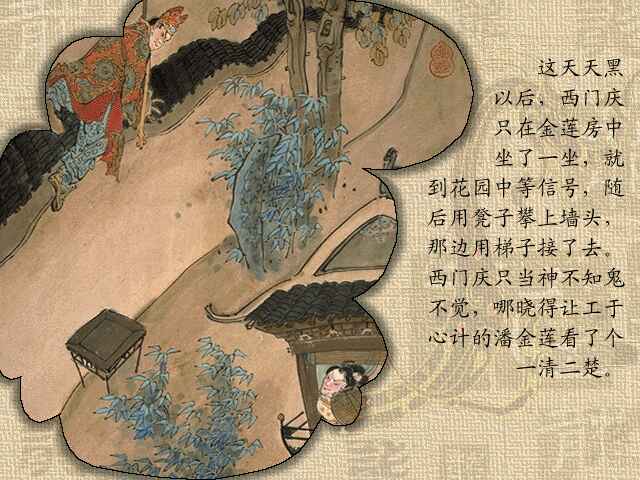 这天天黑
以后，西门庆
只在金莲房中
坐了一坐，就
到花园中等信号，随
后用凳子攀上墙头，
那边用梯子接了去。
西门庆只当神不知鬼
不觉，哪晓得让工于
心计的潘金莲看了个
一清二楚。